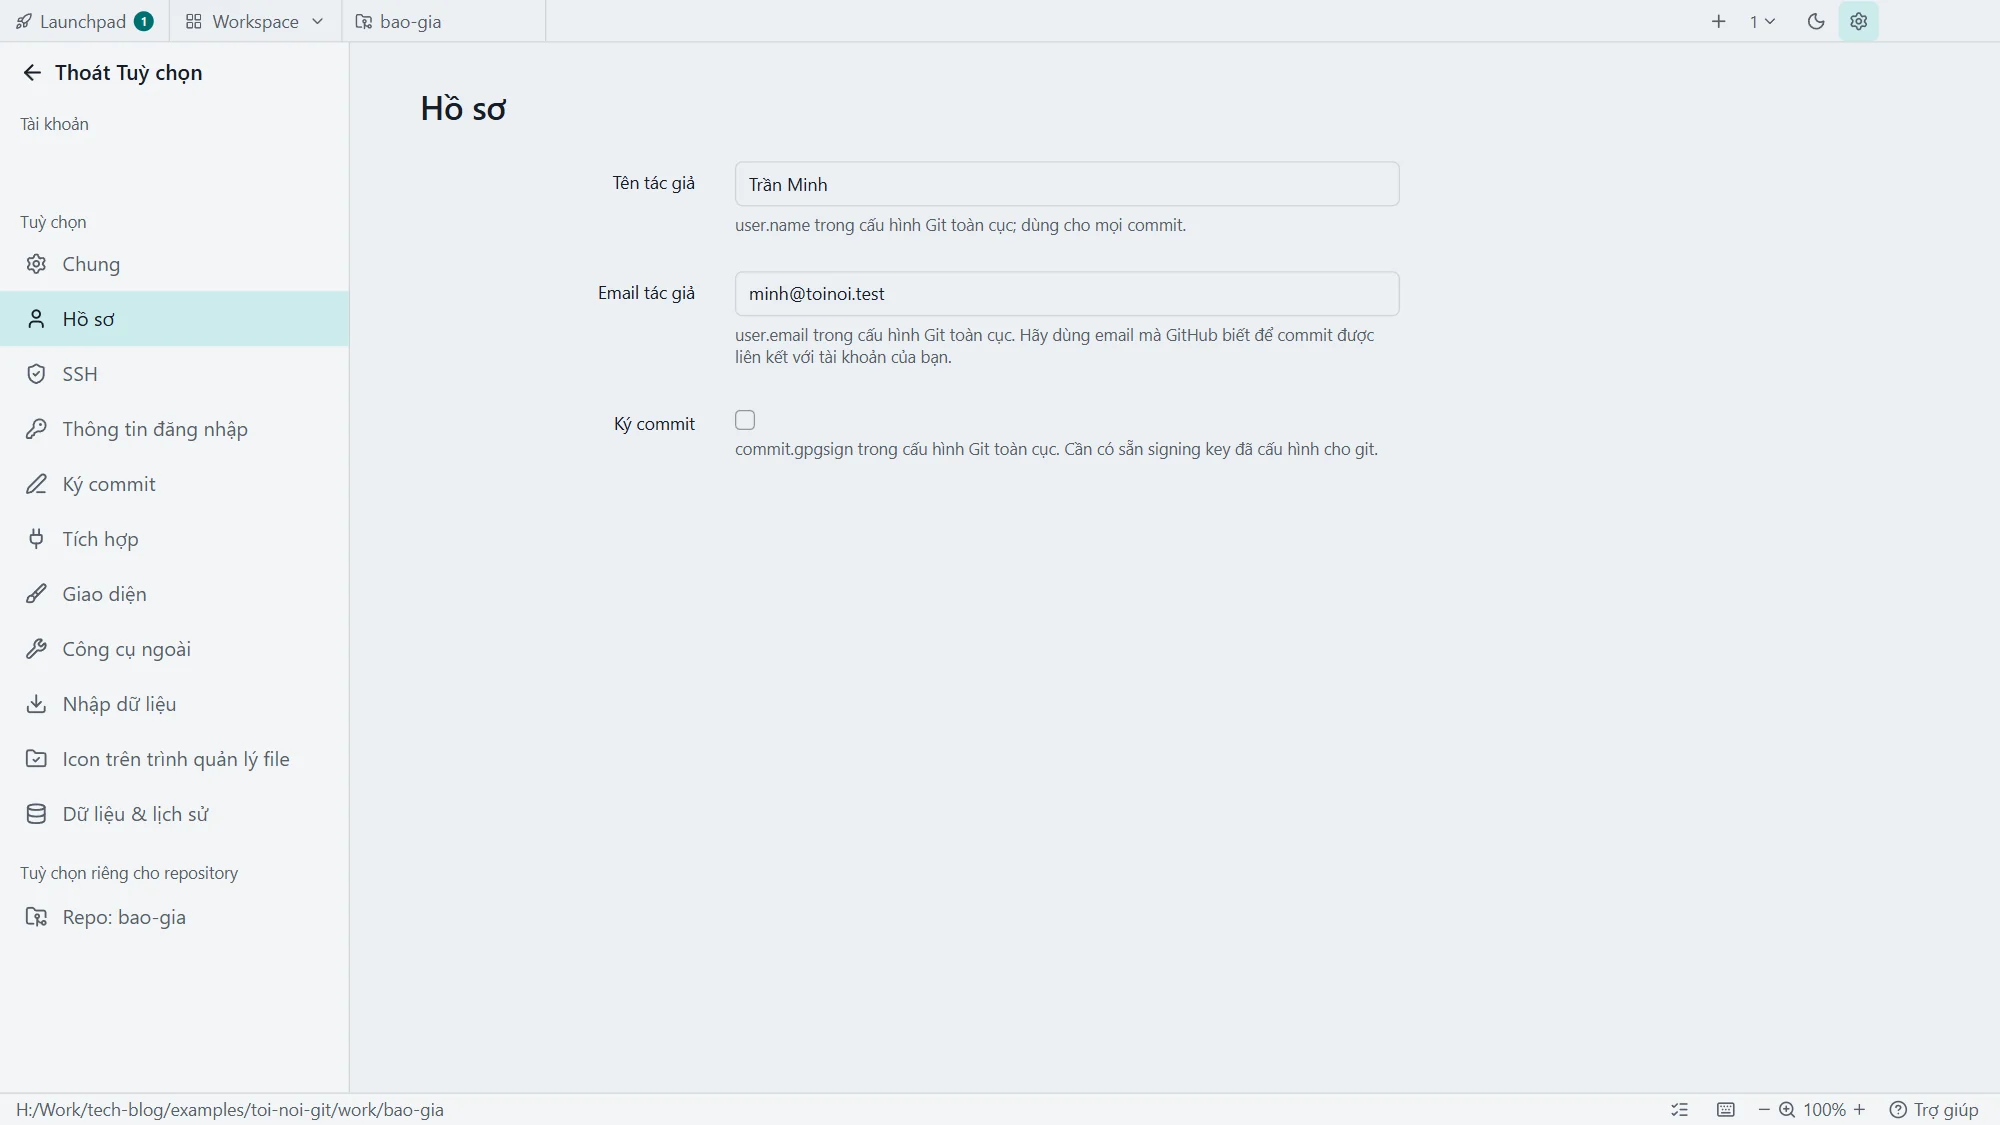 Launchpad 1
Workspace
bao-gia
1
Thoát Tuỳ chọn
Tài khoản
Tuỳ chọn
Chung
Hồ sơ
SSH
Thông tin đăng nhập
Ký commit
Tích hợp
Giao diện
Công cụ ngoài
Nhập dữ liệu
Icon trên trình quản lý file
Dữ liệu & lịch sử
Tuỳ chọn riêng cho repository
Repo: bao-gia
Hồ sơ
Tên tác giả
Trần Minh
user.name trong cấu hình Git toàn cục; dùng cho mọi commit.
Email tác giả
minh@toinoi.test
user.email trong cấu hình Git toàn cục. Hãy dùng email mà GitHub biết để commit được
liên kết với tài khoản của bạn.
Ký commit
commit.gpgsign trong cấu hình Git toàn cục. Cần có sẵn signing key đã cấu hình cho git.
H:/Work/tech-blog/examples/toi-noi-git/work/bao-gia
100%
Trợ giúp